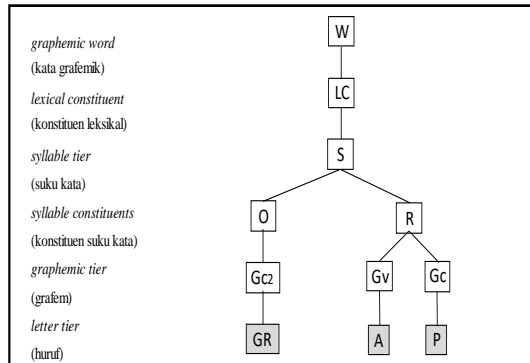 W
graphemic word
(kata grafemik)
LC
lexical constituent
(konstituen leksikal)
S
syllable tier
(suku kata)
syllable constituents
O R
(konstituen suku kata)
graphemic tier
Gc2 Gv Gc
(grafem)
letter tier
GR A P
(huruf)